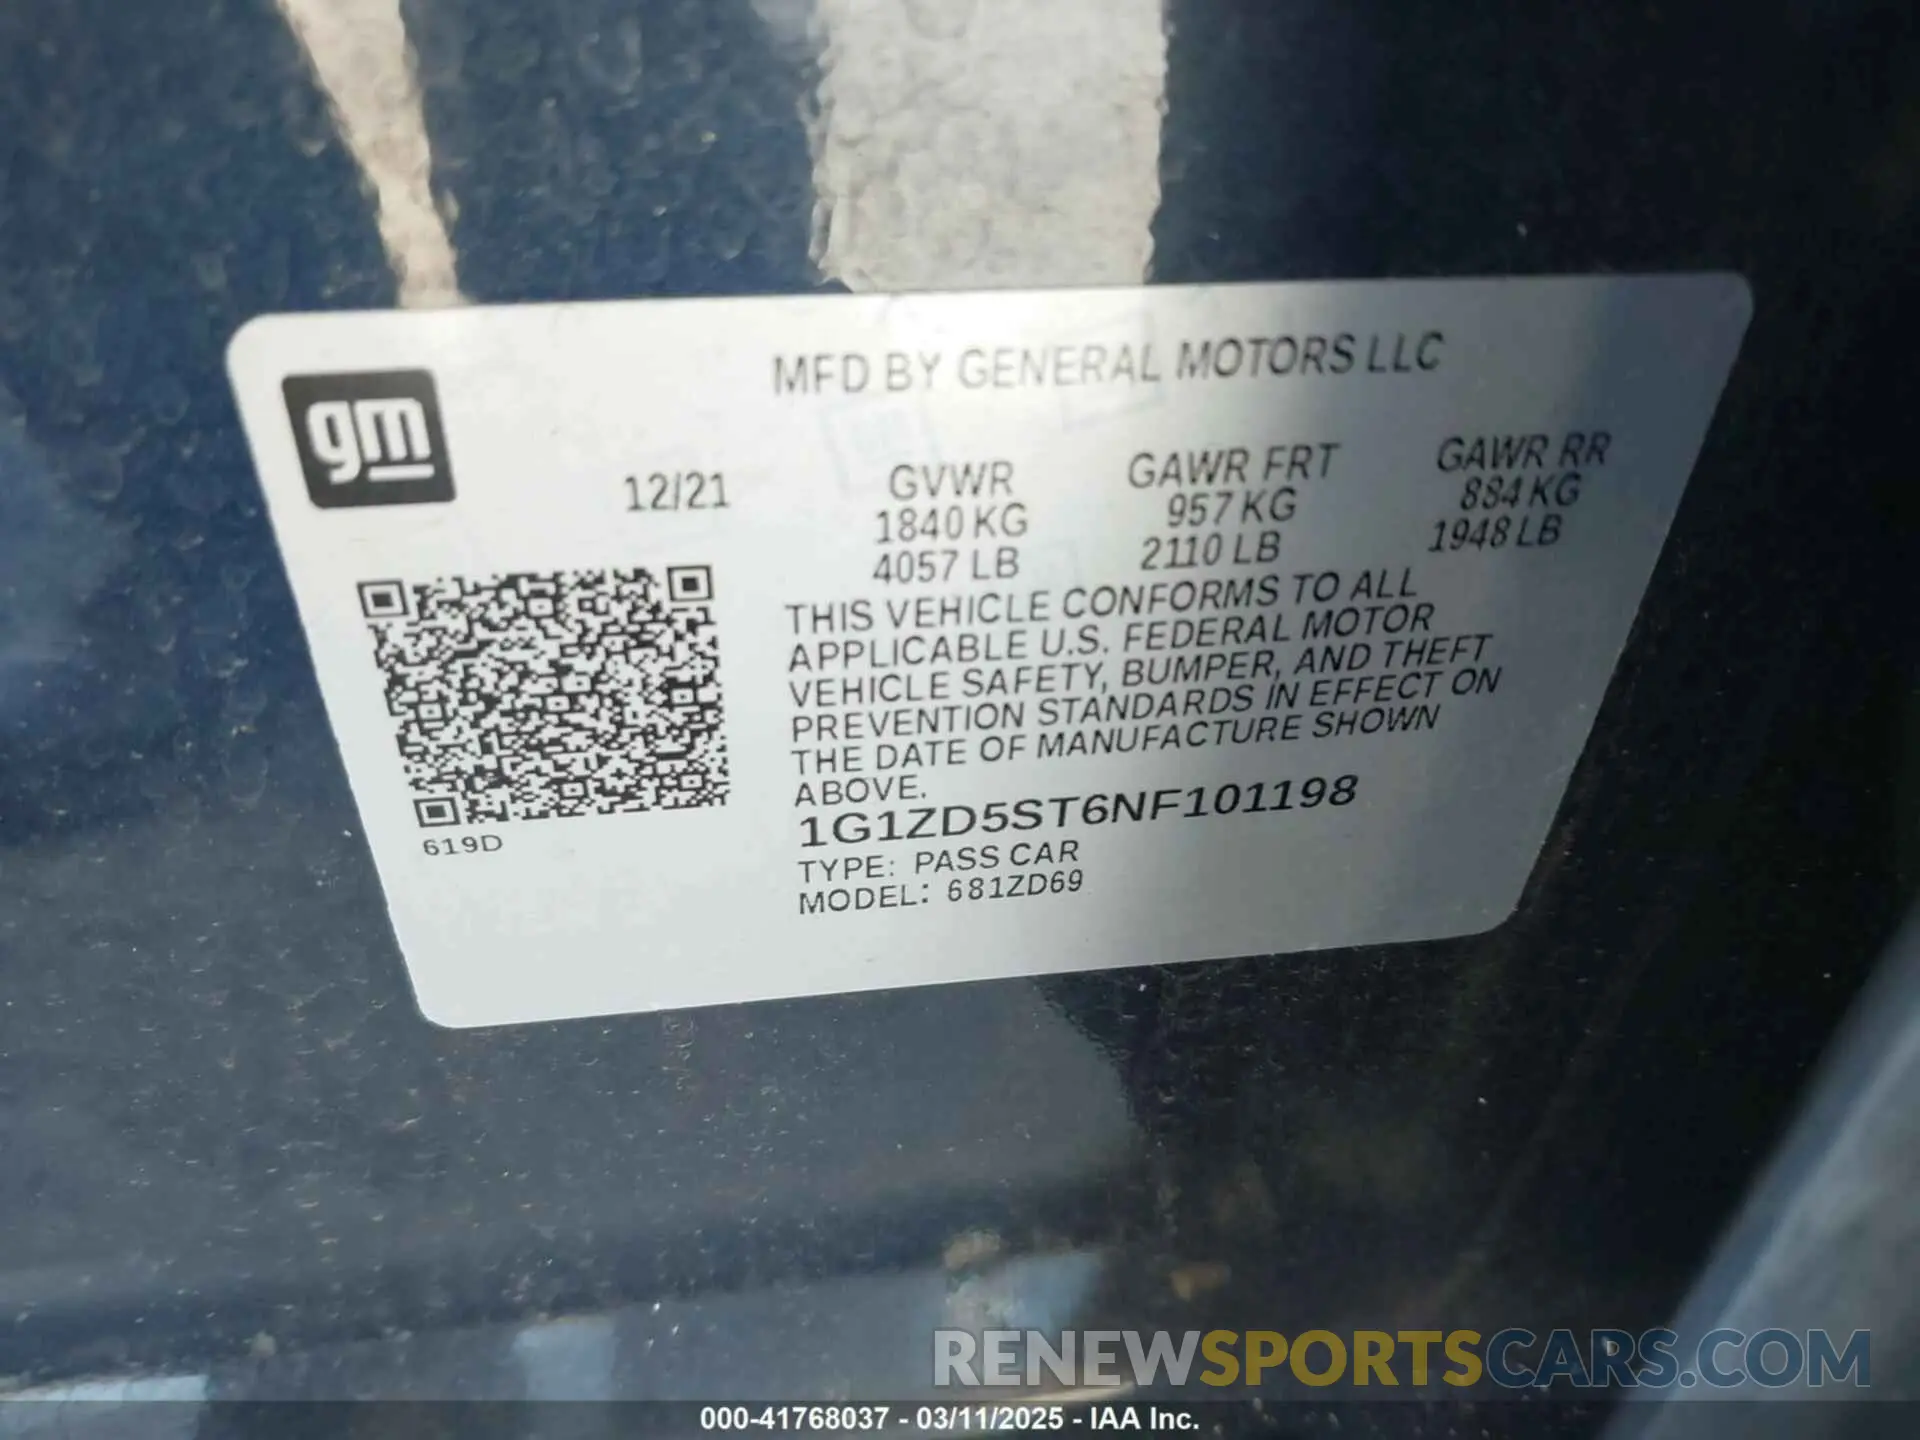 MFD BY GENERAL MOTORS LLC
gm
12/21
GVWR GAWR FRT GAWR RR
1840 KG 957 KG 884 KG
4057 LB 2110 LB 1948 LB
THIS VEHICLE CONFORMS TO ALL
APPLICABLE U.S. FEDERAL MOTOR
VEHICLE SAFETY, BUMPER, AND THEFT
PREVENTION STANDARDS IN EFFECT ON
THE DATE OF MANUFACTURE SHOWN
ABOVE.
1G1ZD5ST6NF101198
619D
TYPE: PASS CAR
MODEL: 681ZD69
RENEWSPORTSCARS.COM
000-41768037 - 03/11/2025 - IAA Inc.